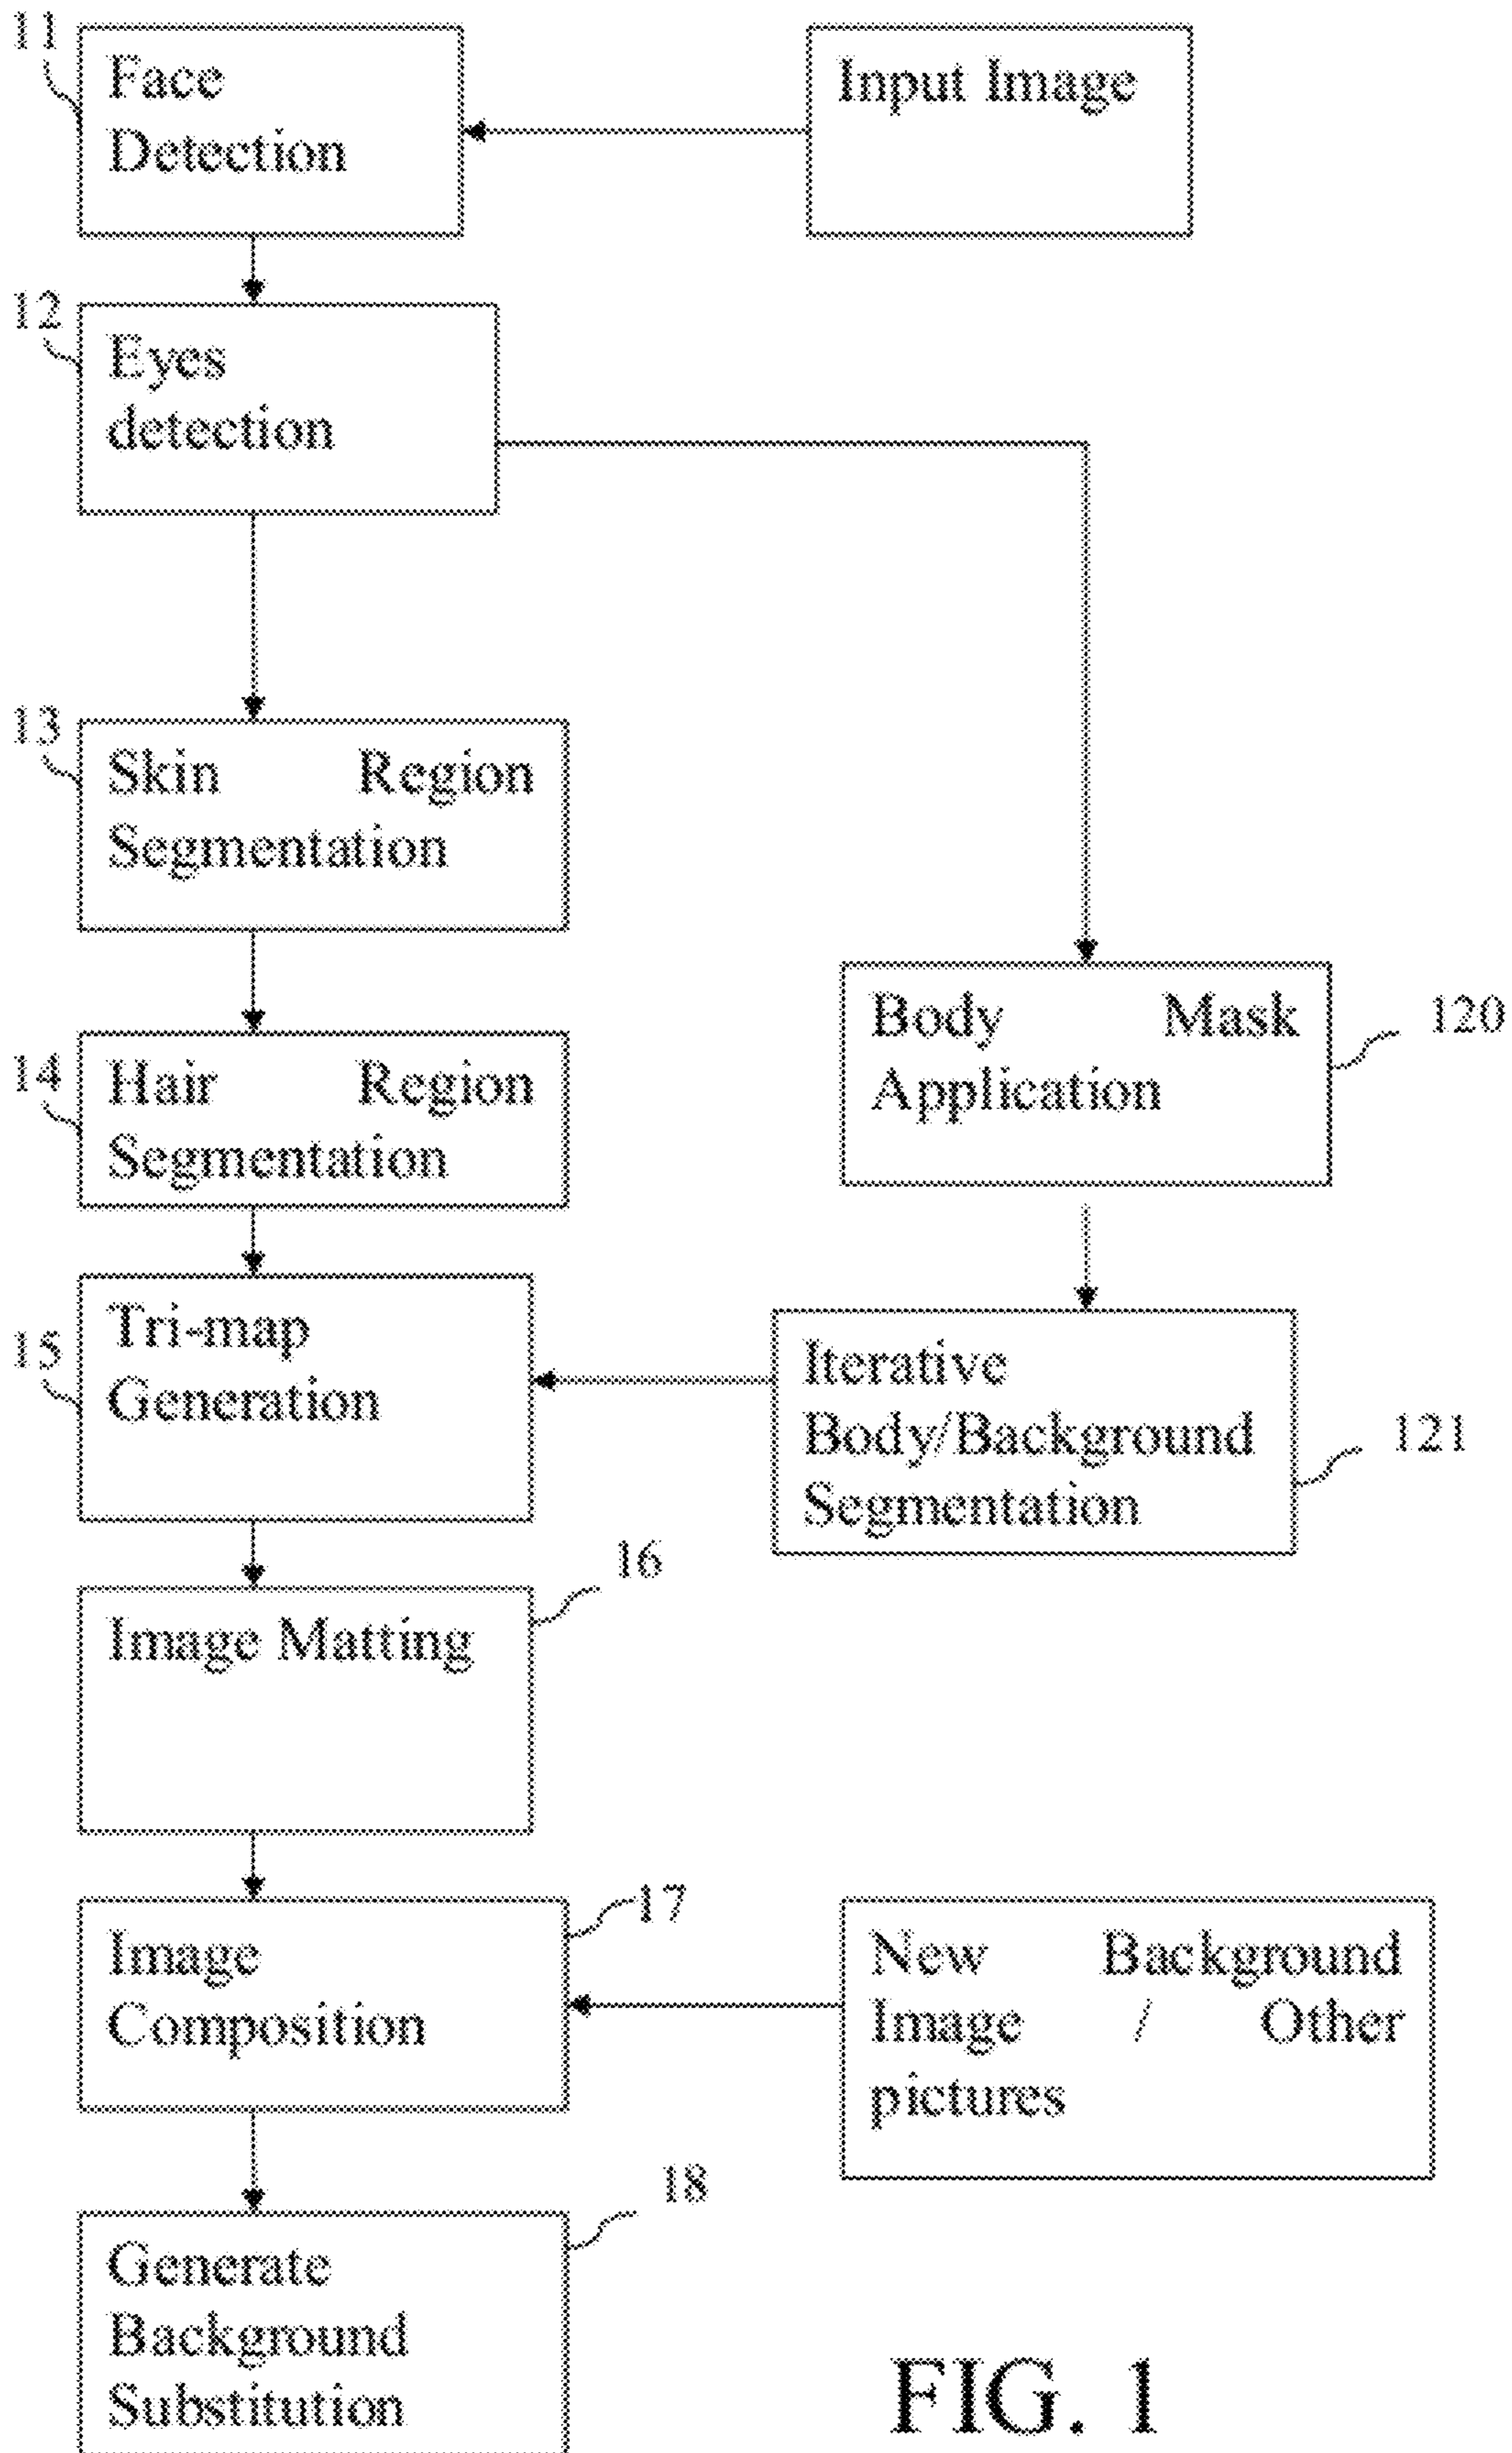 11
Face
Detection
Input Image
12
Eyes
detection
13
Skin Region
Segmentation
14
Hair Region
Segmentation
Body Mask
Application
120
15
Tri-map
Generation
Iterative
Body/Background
Segmentation
121
16
Image Matting
17
Image
Composition
New Background
Image / Other
pictures
18
Generate
Background
Substitution
FIG. 1